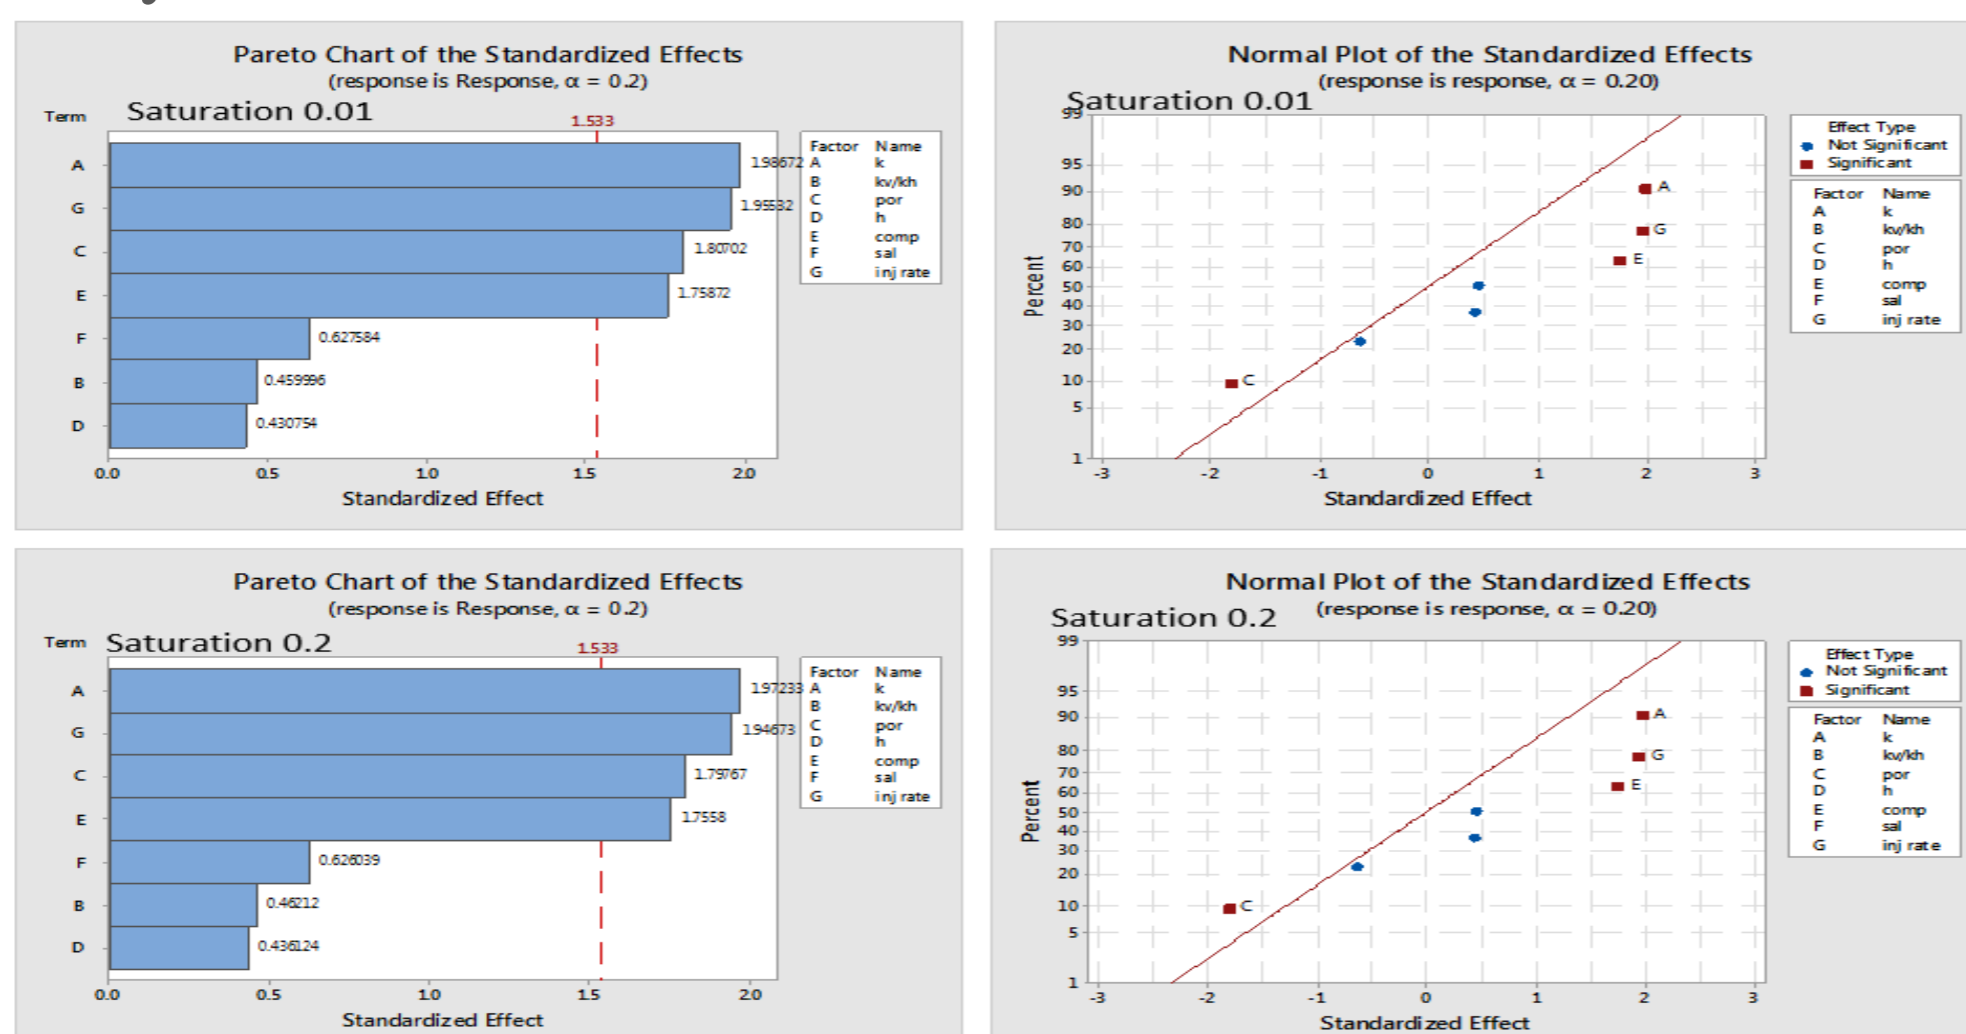 Pareto Chart of the Standardized Effects
(response is Response, α = 0.2)
Saturation 0.01
Term
1.533
A
G
C
E
F
B
D
1.98672
1.95532
1.80702
1.75872
0.627584
0.459996
0.430754
0.0 0.5 1.0 1.5 2.0
Standardized Effect
Factor Name
A k
B kv/kh
C por
D h
E comp
F sal
G inj rate
Normal Plot of the Standardized Effects
(response is response, α = 0.20)
Saturation 0.01
99
95
90
80
70
60
50
40
30
20
10
5
1
Percent
A
G
E
C
-3 -2 -1 0 1 2 3
Standardized Effect
Effect Type
Not Significant
Significant
Factor Name
A k
B kv/kh
C por
D h
E comp
F sal
G inj rate
Pareto Chart of the Standardized Effects
(response is Response, α = 0.2)
Saturation 0.2
Term
1.533
A
G
C
E
F
B
D
1.97233
1.94673
1.79767
1.7558
0.626039
0.46212
0.436124
0.0 0.5 1.0 1.5 2.0
Standardized Effect
Factor Name
A k
B kv/kh
C por
D h
E comp
F sal
G inj rate
Normal Plot of the Standardized Effects
(response is response, α = 0.20)
Saturation 0.2
99
95
90
80
70
60
50
40
30
20
10
5
1
Percent
A
G
E
C
-3 -2 -1 0 1 2 3
Standardized Effect
Effect Type
Not Significant
Significant
Factor Name
A k
B kv/kh
C por
D h
E comp
F sal
G inj rate